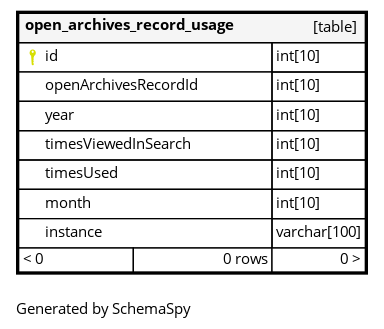 open_archives_record_usage [table]
id int[10]
openArchivesRecordId int[10]
year int[10]
timesViewedInSearch int[10]
timesUsed int[10]
month int[10]
instance varchar[100]
< 0 0 rows 0 >
Generated by SchemaSpy